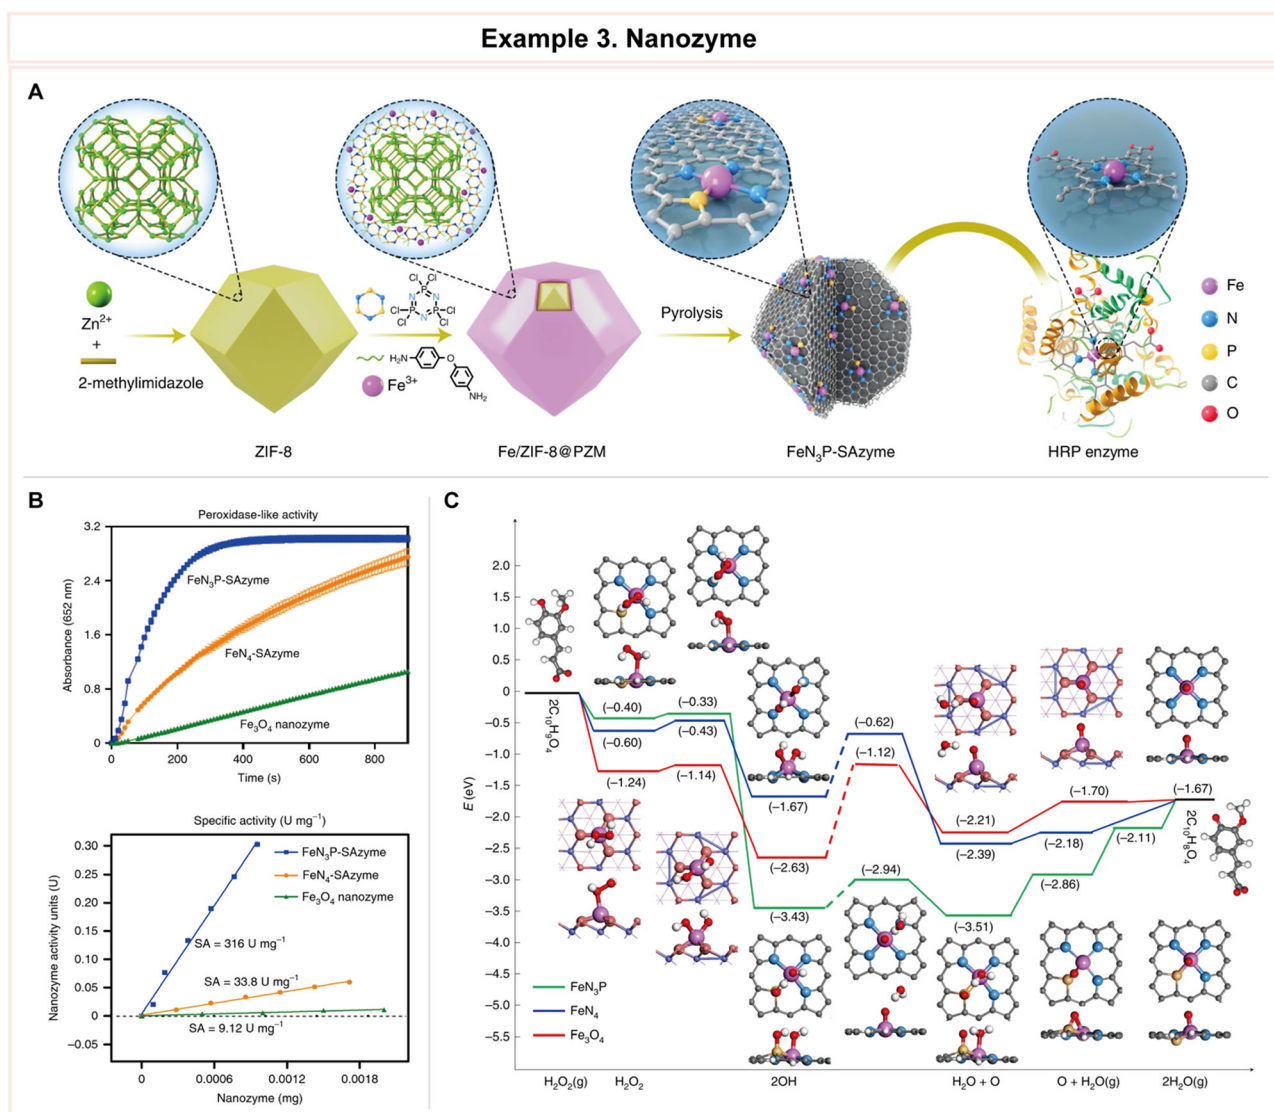 Example 3. Nanozyme
A
Zn²⁺
+
2-methylimidazole
ZIF-8
Cl
Cl
P
N
N
Cl
P
P
Cl
Cl
N
Cl
H₂N
O
NH₂
Fe³⁺
Fe/ZIF-8@PZM
Pyrolysis
FeN₃P-SAzyme
HRP enzyme
Fe
N
P
C
O
B
Peroxidase-like activity
Absorbance (652 nm)
3.2
2.4
1.6
0.8
0
FeN₃P-SAzyme
FeN₄-SAzyme
Fe₃O₄ nanozyme
0 200 400 600 800
Time (s)
Specific activity (U mg⁻¹)
Nanozyme activity units (U)
0.30
0.25
0.20
0.15
0.10
0.05
0
−0.05
FeN₃P-SAzyme
FeN₄-SAzyme
Fe₃O₄ nanozyme
SA = 316 U mg⁻¹
SA = 33.8 U mg⁻¹
SA = 9.12 U mg⁻¹
0 0.0006 0.0012 0.0018
Nanozyme (mg)
C
E (eV)
2.0
1.5
1.0
0.5
0
−0.5
−1.0
−1.5
−2.0
−2.5
−3.0
−3.5
−4.0
−4.5
−5.0
−5.5
2C₁₀H₉O₄
(−0.40)
(−0.33)
(−0.60)
(−0.43)
(−1.24)
(−1.14)
(−1.67)
(−2.63)
(−3.43)
(−0.62)
(−1.12)
(−2.94)
(−2.21)
(−2.39)
(−3.51)
(−1.70)
(−2.18)
(−2.86)
(−1.67)
(−2.11)
2C₁₀H₈O₄
FeN₃P
FeN₄
Fe₃O₄
H₂O₂(g) H₂O₂ 2OH H₂O + O O + H₂O(g) 2H₂O(g)